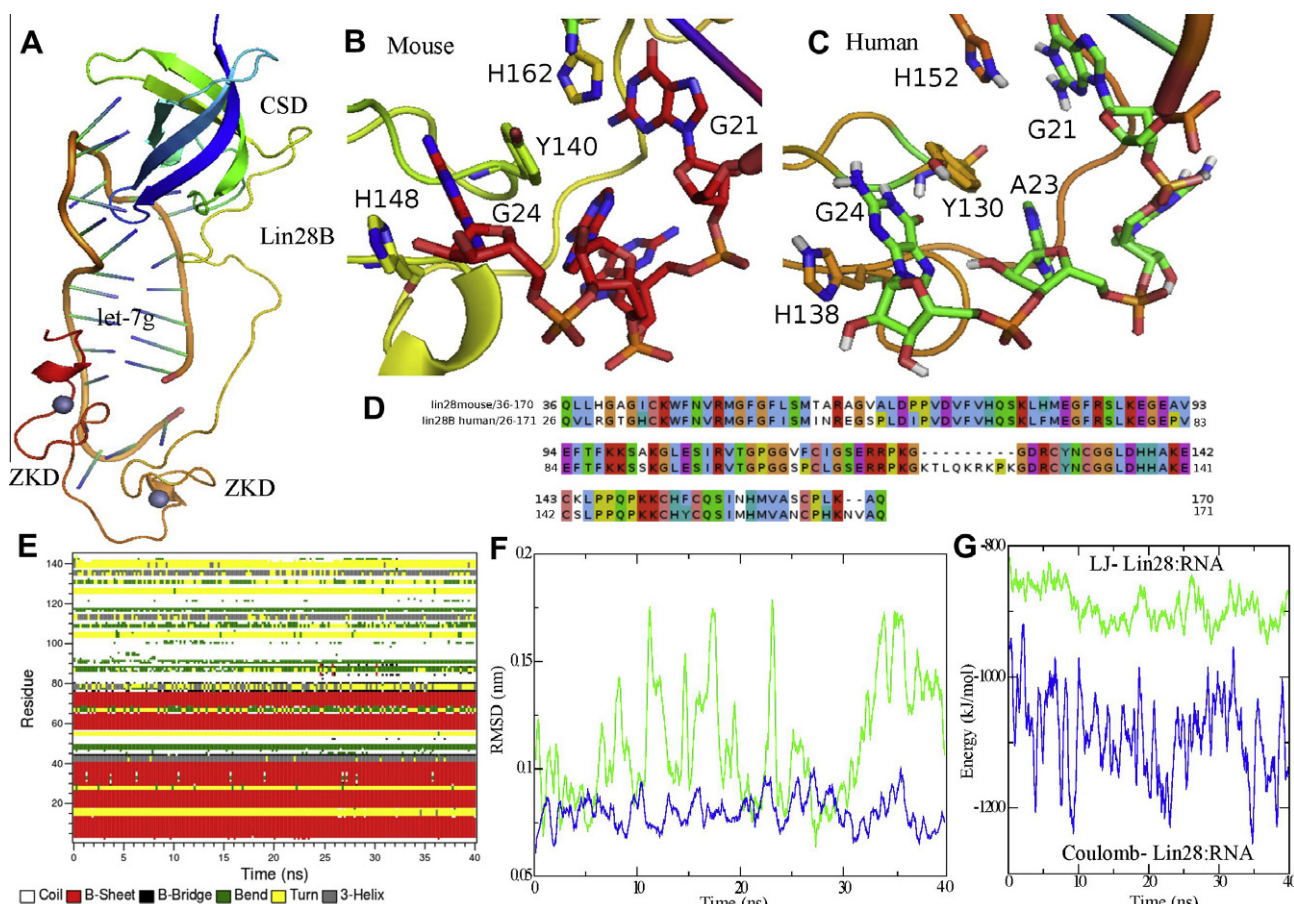 A
CSD
Lin28B
let-7g
ZKD
ZKD
B Mouse
H162
G21
Y140
H148
G24
C Human
H152
G21
G24
Y130
A23
H138
D
lin28mouse/36-170 36 QLLHGAGICKWFNVRMGFGFLSMTARAGVALDPPVDVFVHQSKLHMEGFRSLKEGEAV 93
lin28B human/26-171 26 QVLRGTGHCKWFNVRMGFGFISMINREGSPLDIPVDVFVHQSKLFMEGFRSLKEGEPV 83
94 EFTFKKSAKGLESIRVTGPGGVFCIGSERRPKG---------GDRCYNCGGLDHHAKE 142
84 EFTFKKSSKGLESIRVTGPGGSPCLGSERRPKGKTLQKRKPKGDRCYNCGGLDHHAKE 141
143 CKLPPQPKKCHFCQSINHMVASCPLK--AQ 170
142 CSLPPQPKKCHYCQSIMHMVANCPHKNVAQ 171
E
Residue
140
120
100
80
60
40
20
0 5 10 15 20 25 30 35 40
Time (ns)
Coil B-Sheet B-Bridge Bend Turn 3-Helix
F
RMSD (nm)
0.2
0.15
0.1
0.05
0 10 20 30 40
Time (ns)
G
Energy (kJ/mol)
-800
-1000
-1200
LJ- Lin28:RNA
Coulomb- Lin28:RNA
0 10 20 30 40
Time (ns)